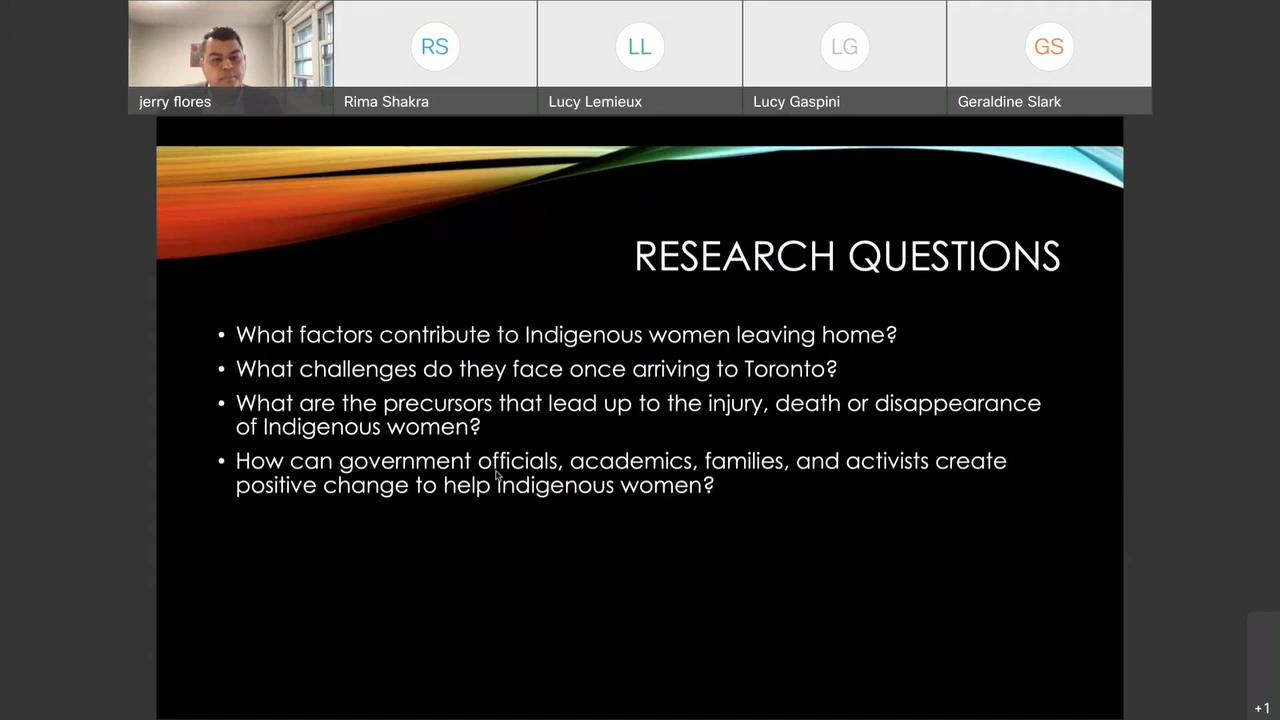 RS
LL
LG
GS
jerry flores
Rima Shakra
Lucy Lemieux
Lucy Gaspini
Geraldine Slark
RESEARCH QUESTIONS
• What factors contribute to Indigenous women leaving home?
• What challenges do they face once arriving to Toronto?
• What are the precursors that lead up to the injury, death or disappearance
of Indigenous women?
• How can government officials, academics, families, and activists create
positive change to help Indigenous women?
+1